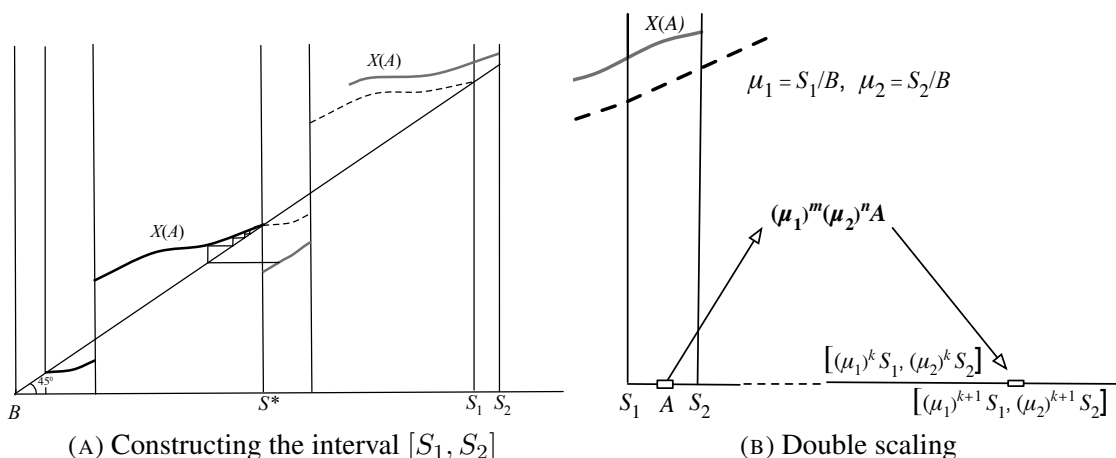 X(A)
X(A)
45°
B
S*
S₁ S₂
(A) Constructing the interval [S₁, S₂]
X(A)
μ₁ = S₁/B, μ₂ = S₂/B
(μ₁)ᵐ(μ₂)ⁿA
[(μ₁)ᵏ S₁, (μ₂)ᵏ S₂]
S₁ A S₂
[(μ₁)ᵏ⁺¹ S₁, (μ₂)ᵏ⁺¹ S₂]
(B) Double scaling